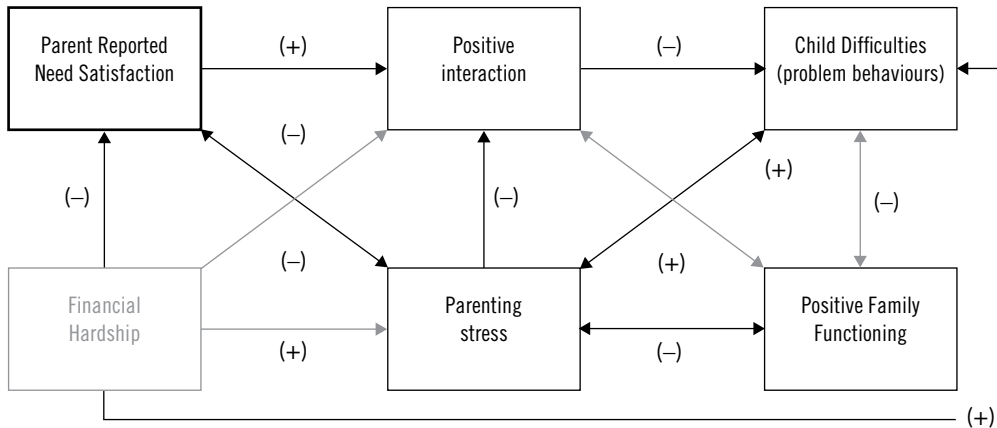 Parent Reported
Need Satisfaction
(+)
Positive
interaction
(–)
Child Difficulties
(problem behaviours)
(–)
(+)
(–)
(–)
(–)
(–)
(+)
Financial
Hardship
(+)
Parenting
stress
(–)
Positive Family
Functioning
(+)